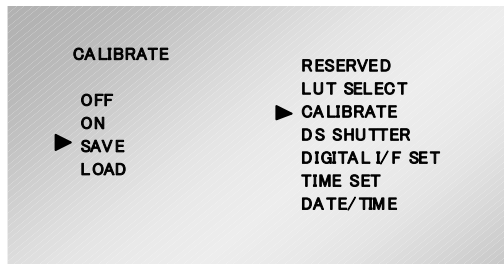 CALIBRATE
OFF
ON
SAVE
LOAD
RESERVED
LUT SELECT
CALIBRATE
DS SHUTTER
DIGITAL I/F SET
TIME SET
DATE/TIME